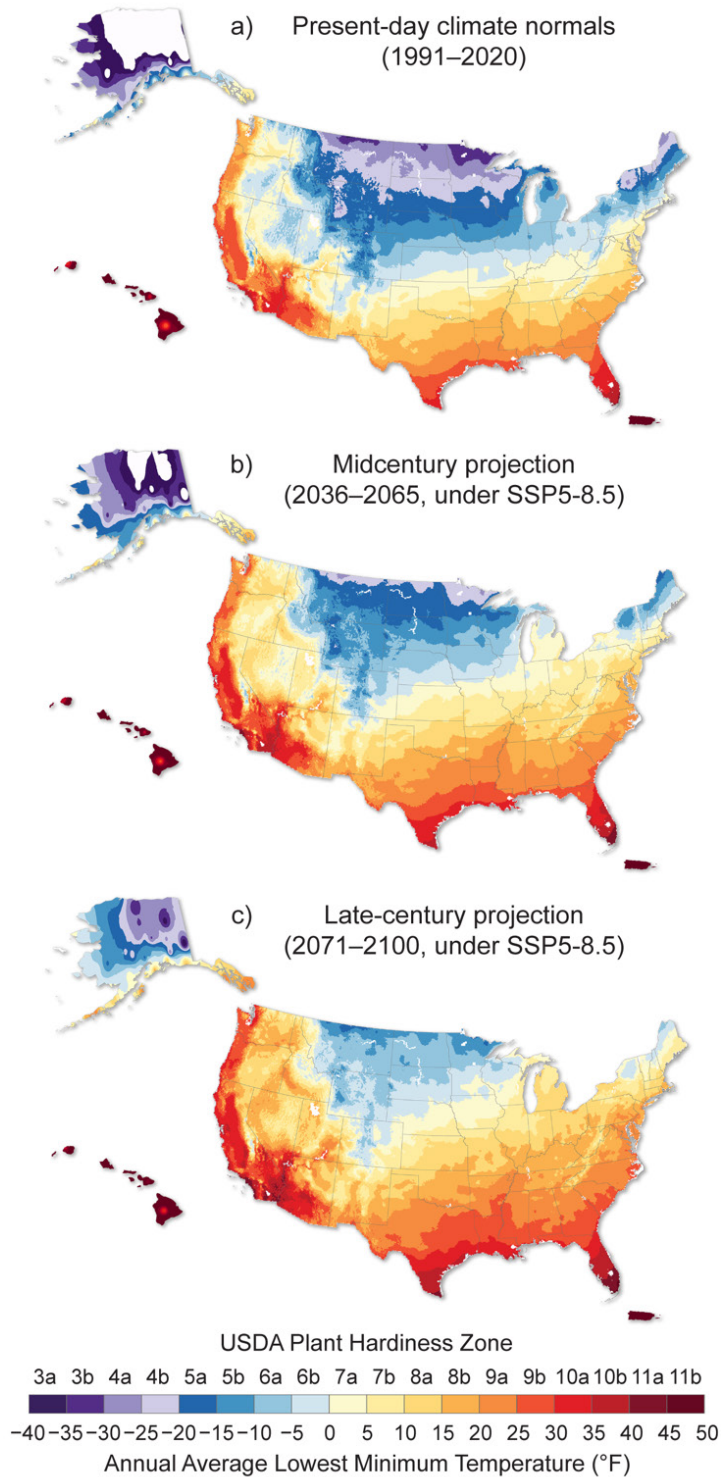 a) Present-day climate normals
(1991–2020)
b) Midcentury projection
(2036–2065, under SSP5-8.5)
c) Late-century projection
(2071–2100, under SSP5-8.5)
USDA Plant Hardiness Zone
3a 3b 4a 4b 5a 5b 6a 6b 7a 7b 8a 8b 9a 9b 10a 10b 11a 11b
−40 −35 −30 −25 −20 −15 −10 −5 0 5 10 15 20 25 30 35 40 45 50
Annual Average Lowest Minimum Temperature (°F)